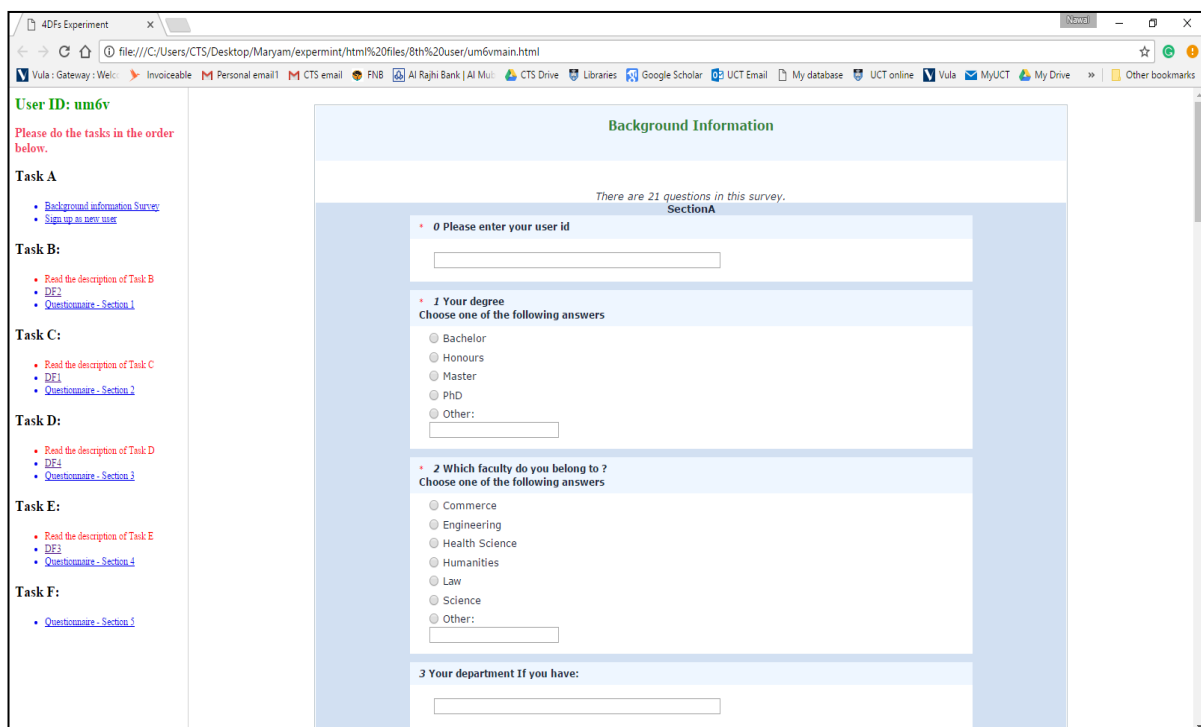 4DFs Experiment
Nawal
file:///C:/Users/CTS/Desktop/Maryam/expermint/html%20files/8th%20user/um6vmain.html
Vula : Gateway : Welc Invoiceable Personal email1 CTS email FNB Al Rajhi Bank | Al Mub CTS Drive Libraries Google Scholar UCT Email My database UCT online Vula MyUCT My Drive » Other bookmarks
User ID: um6v
Please do the tasks in the order
below.
Task A
Background information Survey
Sign up as new user
Task B:
Read the description of Task B
DF2
Questionnaire - Section 1
Task C:
Read the description of Task C
DF1
Questionnaire - Section 2
Task D:
Read the description of Task D
DF4
Questionnaire - Section 3
Task E:
Read the description of Task E
DF3
Questionnaire - Section 4
Task F:
Questionnaire - Section 5
Background Information
There are 21 questions in this survey.
SectionA
* 0 Please enter your user id
* 1 Your degree
Choose one of the following answers
Bachelor
Honours
Master
PhD
Other:
* 2 Which faculty do you belong to ?
Choose one of the following answers
Commerce
Engineering
Health Science
Humanities
Law
Science
Other:
3 Your department If you have: